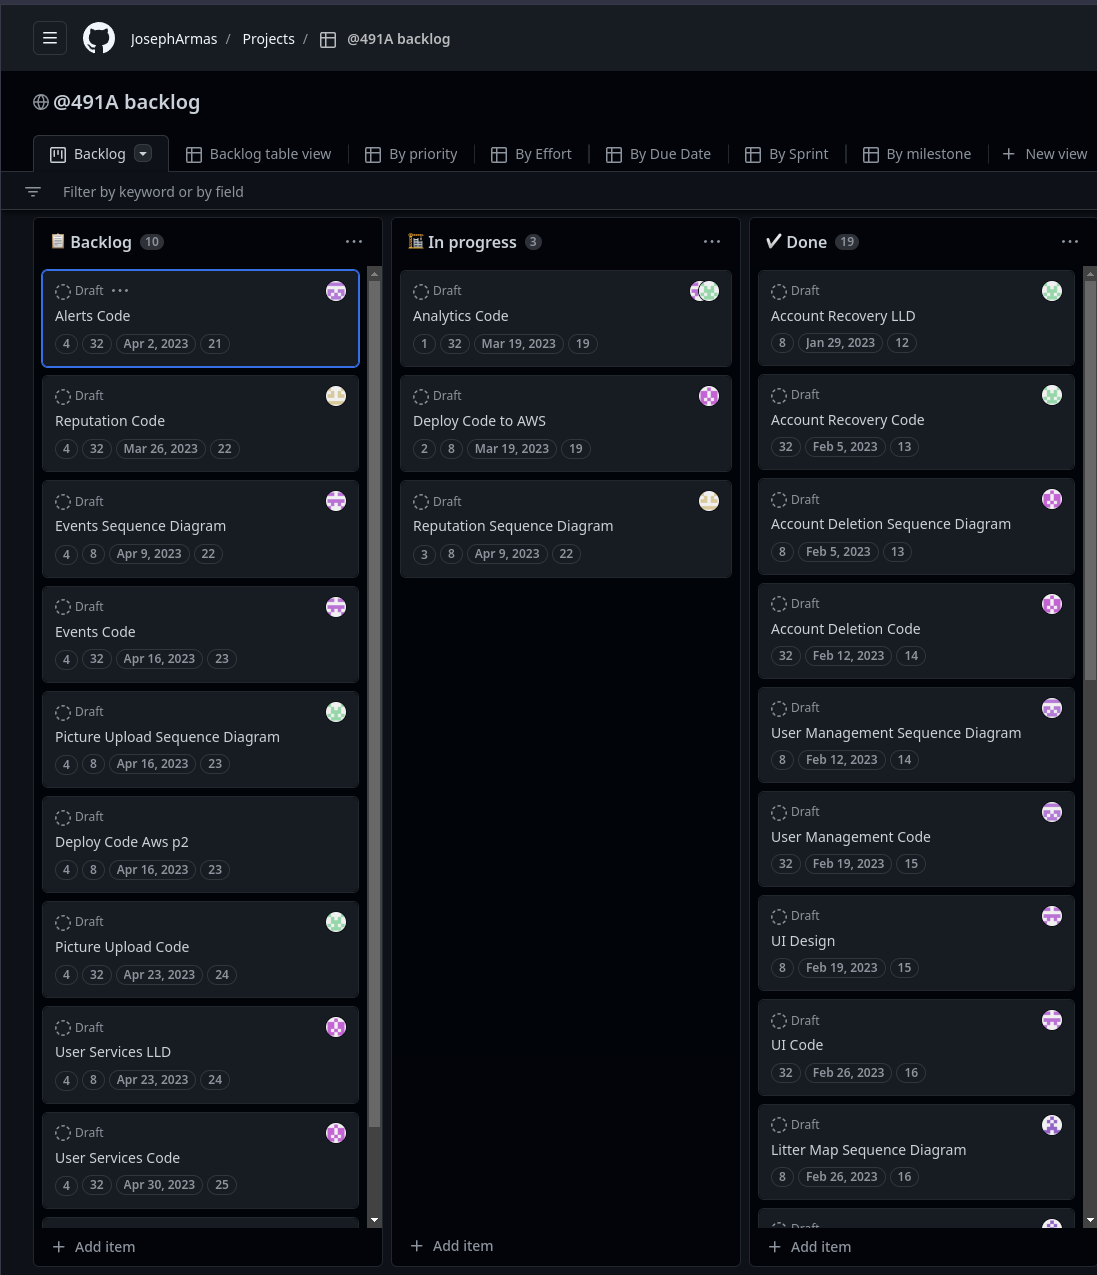 JosephArmas / Projects / @491A backlog
@491A backlog
Backlog Backlog table view By priority By Effort By Due Date By Sprint By milestone New view
Filter by keyword or by field
Backlog 10
Draft
Alerts Code
4 32 Apr 2, 2023 21
Draft
Reputation Code
4 32 Mar 26, 2023 22
Draft
Events Sequence Diagram
4 8 Apr 9, 2023 22
Draft
Events Code
4 32 Apr 16, 2023 23
Draft
Picture Upload Sequence Diagram
4 8 Apr 16, 2023 23
Draft
Deploy Code Aws p2
4 8 Apr 16, 2023 23
Draft
Picture Upload Code
4 32 Apr 23, 2023 24
Draft
User Services LLD
4 8 Apr 23, 2023 24
Draft
User Services Code
4 32 Apr 30, 2023 25
Add item
In progress 3
Draft
Analytics Code
1 32 Mar 19, 2023 19
Draft
Deploy Code to AWS
2 8 Mar 19, 2023 19
Draft
Reputation Sequence Diagram
3 8 Apr 9, 2023 22
Add item
Done 19
Draft
Account Recovery LLD
8 Jan 29, 2023 12
Draft
Account Recovery Code
32 Feb 5, 2023 13
Draft
Account Deletion Sequence Diagram
8 Feb 5, 2023 13
Draft
Account Deletion Code
32 Feb 12, 2023 14
Draft
User Management Sequence Diagram
8 Feb 12, 2023 14
Draft
User Management Code
32 Feb 19, 2023 15
Draft
UI Design
8 Feb 19, 2023 15
Draft
UI Code
32 Feb 26, 2023 16
Draft
Litter Map Sequence Diagram
8 Feb 26, 2023 16
Draft
Add item